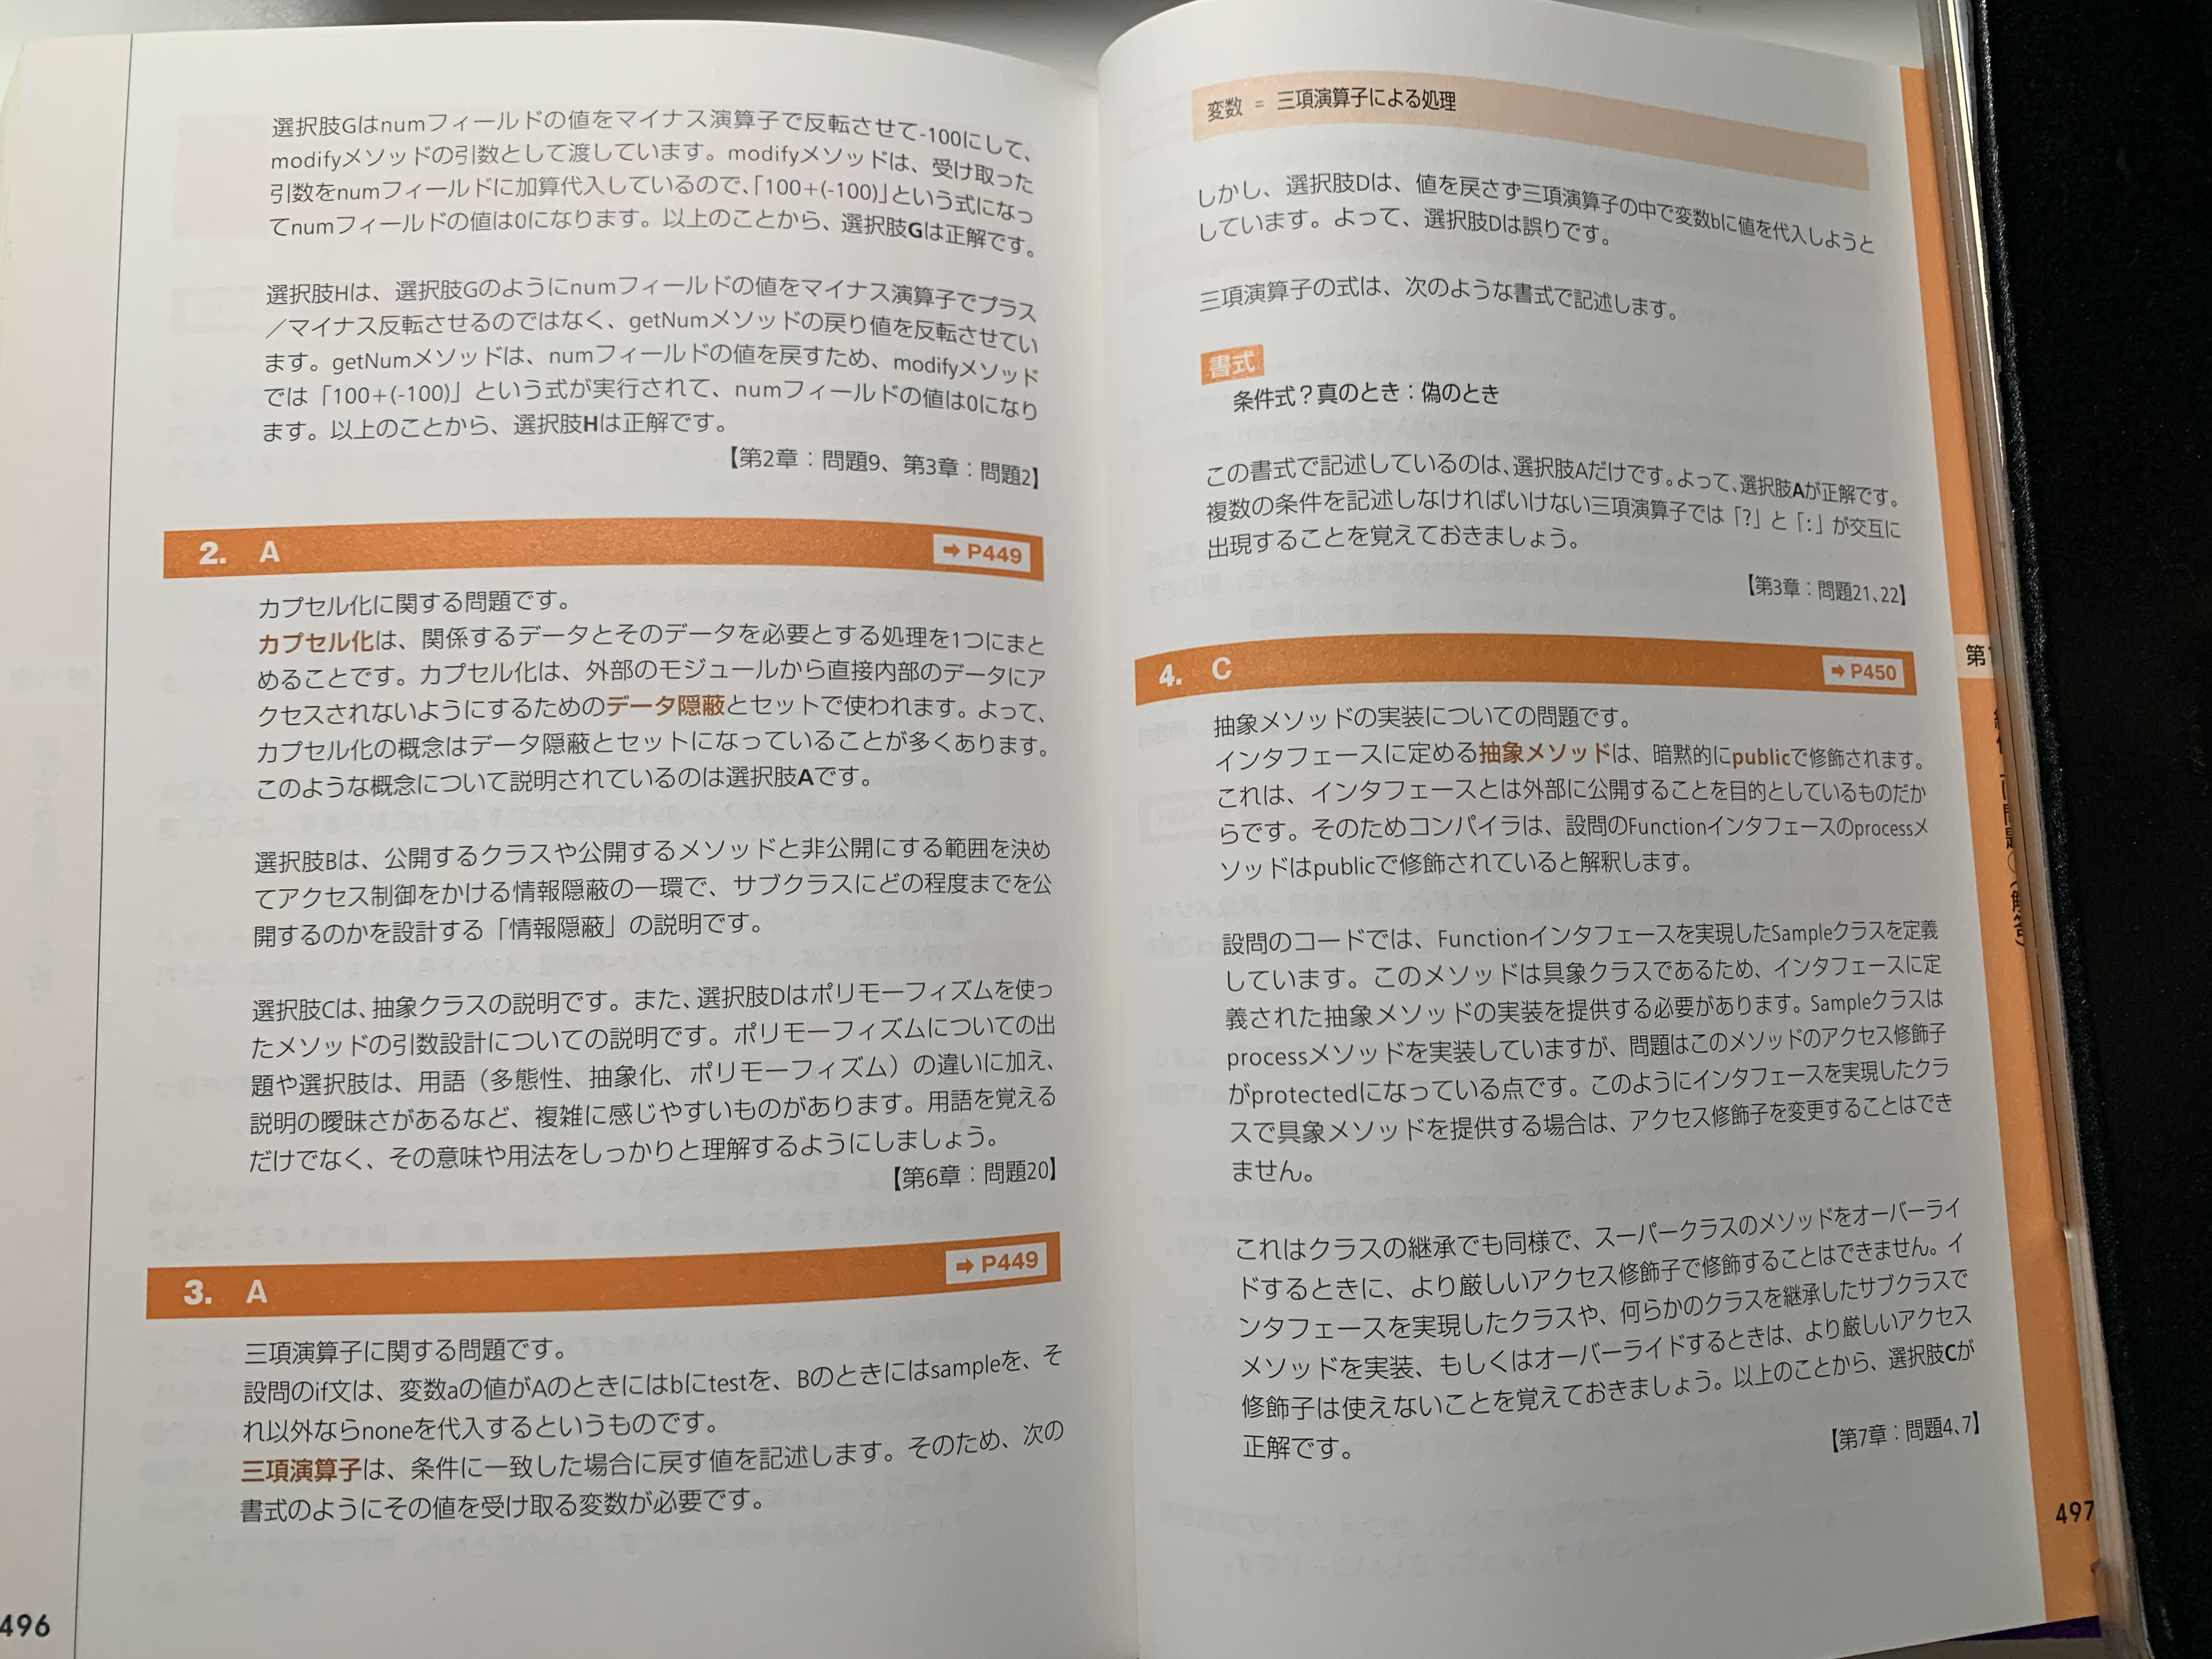 選択肢Gはnumフィールドの値をマイナス演算子で反転させて-100にして、
modifyメソッドの引数として渡しています。modifyメソッドは、受け取った
引数をnumフィールドに加算代入しているので、「100+(-100)」という式になっ
てnumフィールドの値は0になります。以上のことから、選択肢Gは正解です。
選択肢Hは、選択肢Gのようにnumフィールドの値をマイナス演算子でプラス
／マイナス反転させるのではなく、getNumメソッドの戻り値を反転させてい
ます。getNumメソッドは、numフィールドの値を戻すため、modifyメソッド
では「100+(-100)」という式が実行されて、numフィールドの値は0になり
ます。以上のことから、選択肢Hは正解です。
【第2章：問題9、第3章：問題2】
2. A ➡ P449
カプセル化に関する問題です。
カプセル化は、関係するデータとそのデータを必要とする処理を1つにまと
めることです。カプセル化は、外部のモジュールから直接内部のデータにア
クセスされないようにするためのデータ隠蔽とセットで使われます。よって、
カプセル化の概念はデータ隠蔽とセットになっていることが多くあります。
このような概念について説明されているのは選択肢Aです。
選択肢Bは、公開するクラスや公開するメソッドと非公開にする範囲を決め
てアクセス制御をかける情報隠蔽の一環で、サブクラスにどの程度までを公
開するのかを設計する「情報隠蔽」の説明です。
選択肢Cは、抽象クラスの説明です。また、選択肢Dはポリモーフィズムを使っ
たメソッドの引数設計についての説明です。ポリモーフィズムについての出
題や選択肢は、用語（多態性、抽象化、ポリモーフィズム）の違いに加え、
説明の曖昧さがあるなど、複雑に感じやすいものがあります。用語を覚える
だけでなく、その意味や用法をしっかりと理解するようにしましょう。
【第6章：問題20】
3. A ➡ P449
三項演算子に関する問題です。
設問のif文は、変数aの値がAのときにはbにtestを、Bのときにはsampleを、そ
れ以外ならnoneを代入するというものです。
三項演算子は、条件に一致した場合に戻す値を記述します。そのため、次の
書式のようにその値を受け取る変数が必要です。
496
変数 = 三項演算子による処理
しかし、選択肢Dは、値を戻さず三項演算子の中で変数bに値を代入しようと
しています。よって、選択肢Dは誤りです。
三項演算子の式は、次のような書式で記述します。
書式
条件式？真のとき：偽のとき
この書式で記述しているのは、選択肢Aだけです。よって、選択肢Aが正解です。
複数の条件を記述しなければいけない三項演算子では「?」と「:」が交互に
出現することを覚えておきましょう。
【第3章：問題21、22】
4. C ➡ P450
抽象メソッドの実装についての問題です。
インタフェースに定める抽象メソッドは、暗黙的にpublicで修飾されます。
これは、インタフェースとは外部に公開することを目的としているものだか
らです。そのためコンパイラは、設問のFunctionインタフェースのprocessメ
ソッドはpublicで修飾されていると解釈します。
設問のコードでは、Functionインタフェースを実現したSampleクラスを定義
しています。このメソッドは具象クラスであるため、インタフェースに定
義された抽象メソッドの実装を提供する必要があります。Sampleクラスは
processメソッドを実装していますが、問題はこのメソッドのアクセス修飾子
がprotectedになっている点です。このようにインタフェースを実現したクラ
スで具象メソッドを提供する場合は、アクセス修飾子を変更することはでき
ません。
これはクラスの継承でも同様で、スーパークラスのメソッドをオーバーライ
ドするときに、より厳しいアクセス修飾子で修飾することはできません。イ
ンタフェースを実現したクラスや、何らかのクラスを継承したサブクラスで
メソッドを実装、もしくはオーバーライドするときは、より厳しいアクセス
修飾子は使えないことを覚えておきましょう。以上のことから、選択肢Cが
正解です。
【第7章：問題4、7】
497